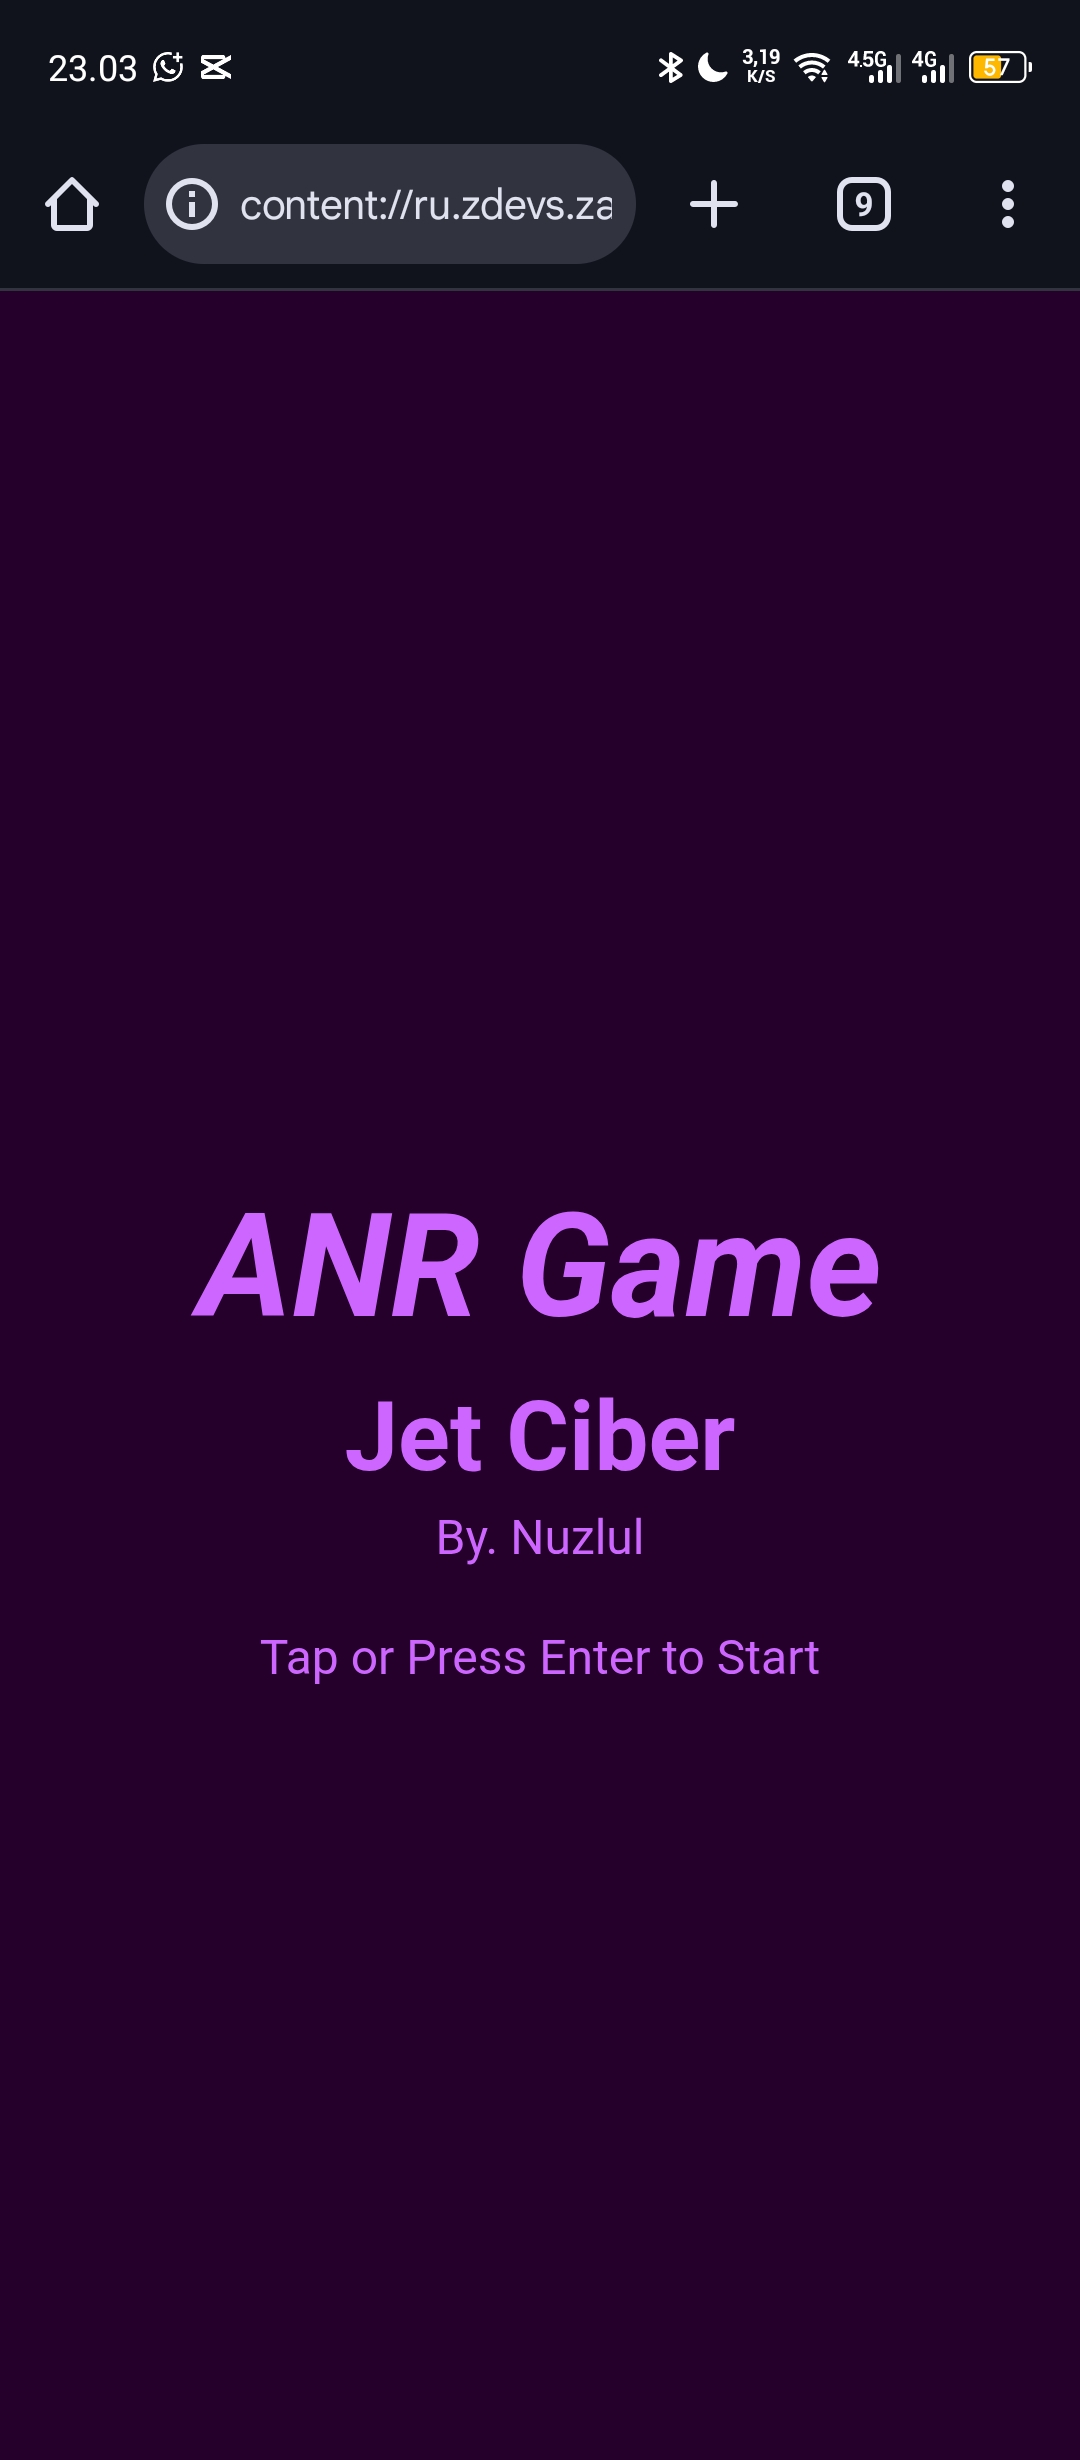 23.03
3,19
K/S
4.5G
4G
57
content://ru.zdevs.za
9
ANR Game
Jet Ciber
By. Nuzlul
Tap or Press Enter to Start